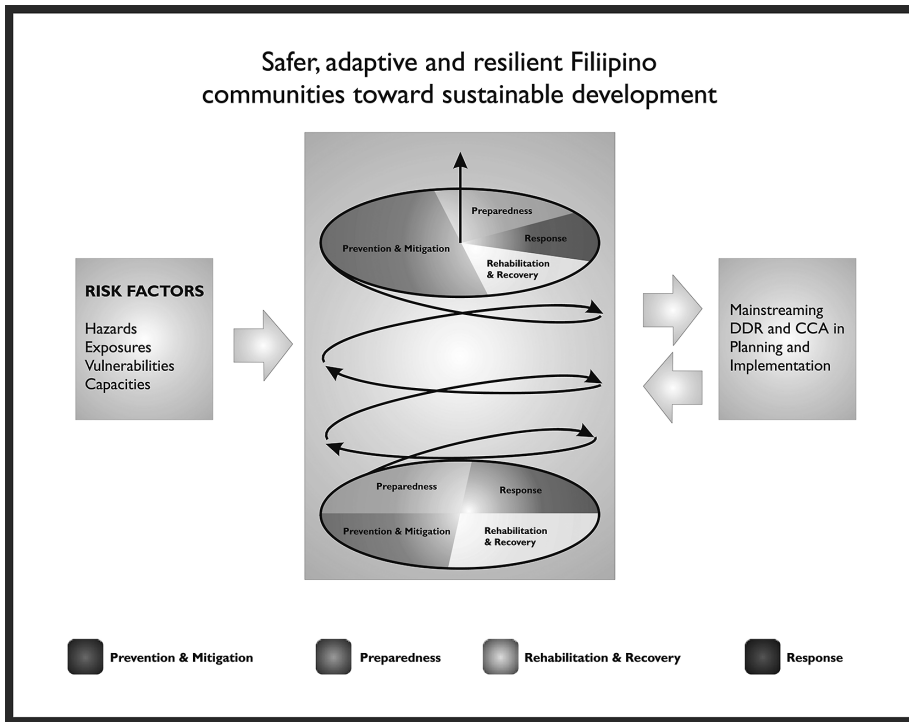 Safer, adaptive and resilient Filiipino
communities toward sustainable development
Preparedness
Response
Prevention & Mitigation
Rehabilitation
& Recovery
RISK FACTORS
Hazards
Exposures
Vulnerabilities
Capacities
Mainstreaming
DDR and CCA in
Planning and
Implementation
Preparedness
Response
Prevention & Mitigation
Rehabilitation
& Recovery
Prevention & Mitigation
Preparedness
Rehabilitation & Recovery
Response